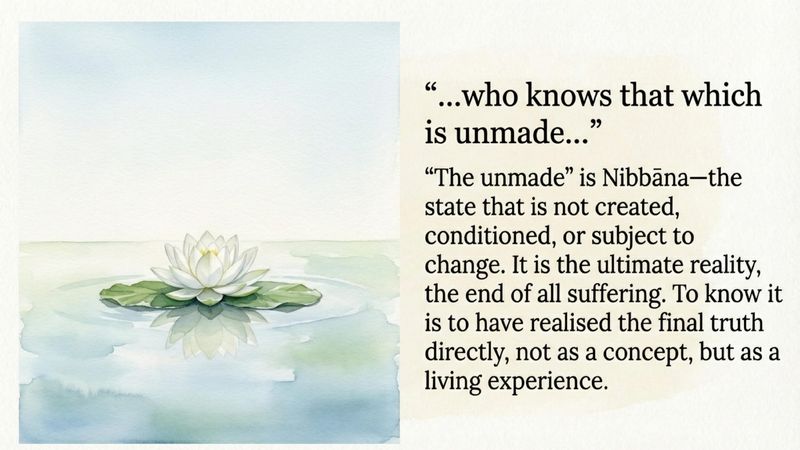 “...who knows that which
is unmade...”
“The unmade” is Nibbāna—the
state that is not created,
conditioned, or subject to
change. It is the ultimate reality,
the end of all suffering. To know it
is to have realised the final truth
directly, not as a concept, but as a
living experience.